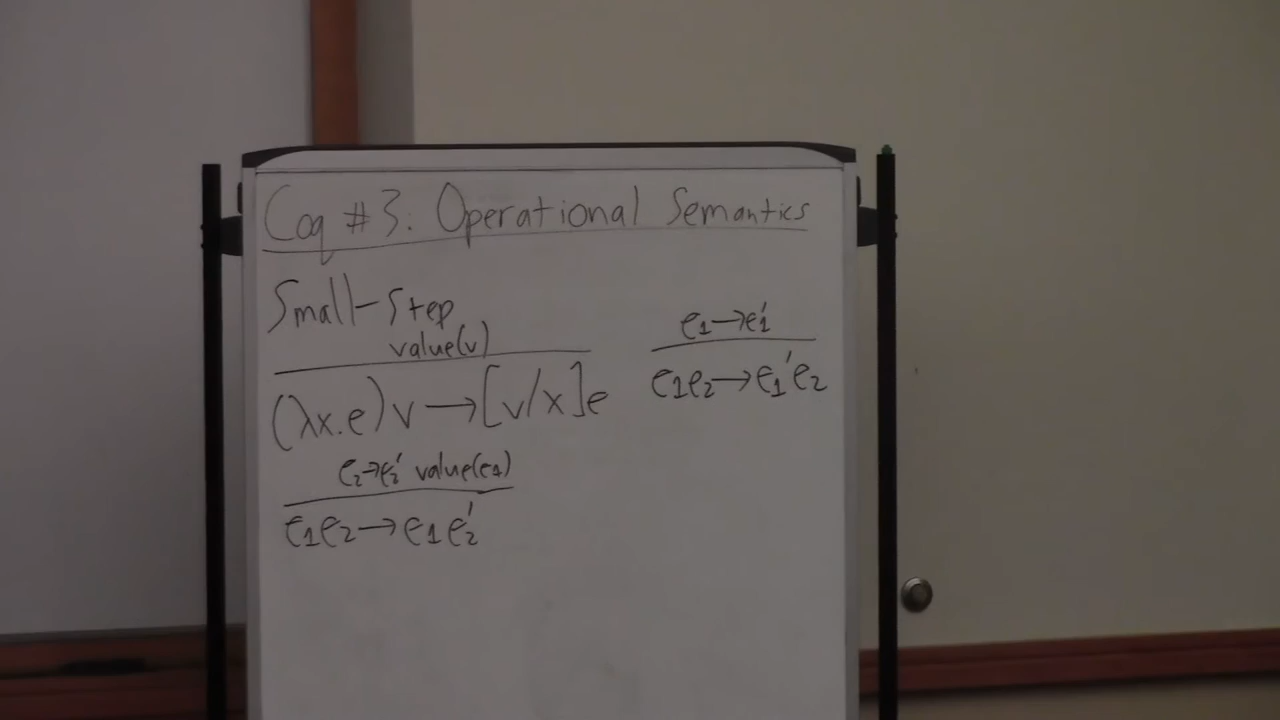 Coq #3: Operational Semantics
Small-Step
value(v)
(λx.e)v→[v/x]e
e1→e1'
e1e2→e1'e2
e2→e2' value(e1)
e1e2→e1e2'